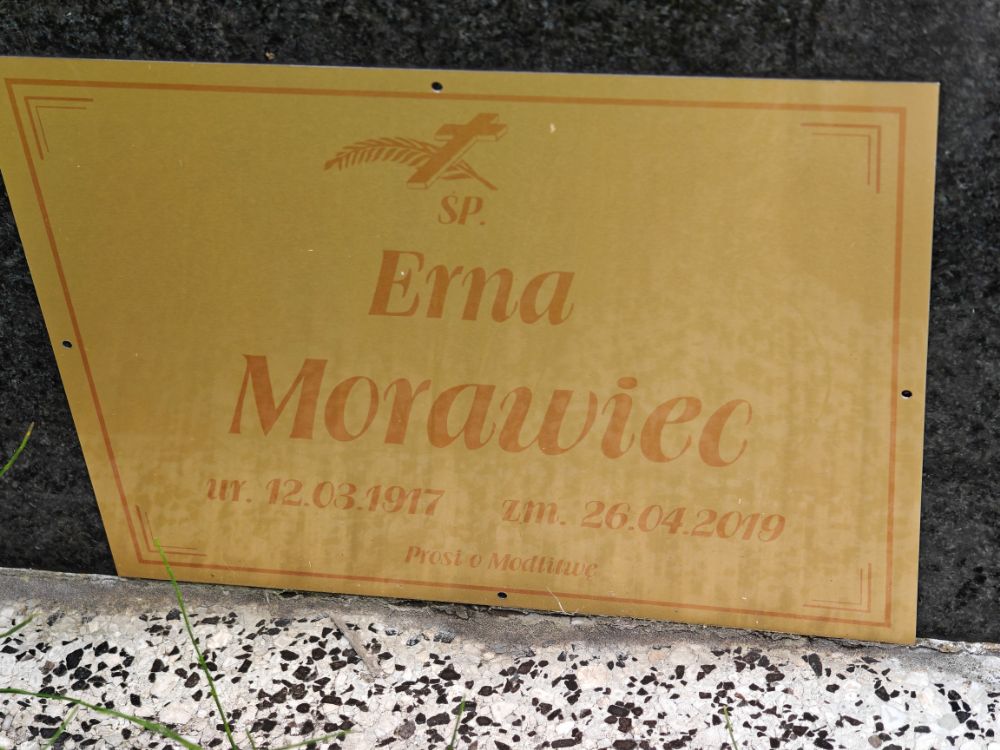 ŚP.
Erna
Morawiec
ur. 12.03.1917 zm. 26.04.2019
Prosi o Modlitwę